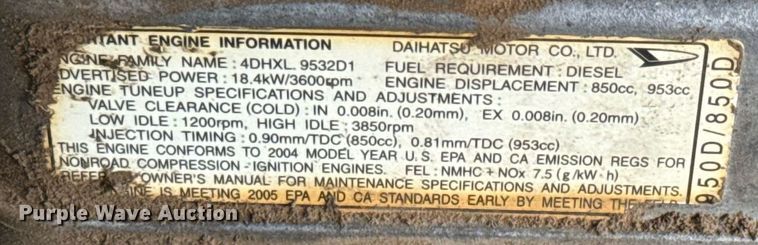 ORTANT ENGINE INFORMATION DAIHATSU MOTOR CO., LTD.
ENGINE FAMILY NAME : 4DHXL. 9532D1 FUEL REQUIREMENT : DIESEL
DVERTISED POWER : 18.4kW/3600rpm ENGINE DISPLACEMENT : 850cc, 953cc
ENGINE TUNEUP SPECIFICATIONS AND ADJUSTMENTS :
VALVE CLEARANCE (COLD) : IN 0.008in. (0.20mm), EX 0.008in. (0.20mm)
LOW IDLE : 1200rpm, HIGH IDLE : 3850rpm
INJECTION TIMING : 0.90mm/TDC (850cc), 0.81mm/TDC (953cc)
THIS ENGINE CONFORMS TO 2004 MODEL YEAR U.S. EPA AND CA EMISSION REGS FOR
NONROAD COMPRESSION-IGNITION ENGINES. FEL : NMHC + NOx 7.5 (g/kW·h)
REFER OWNER'S MANUAL FOR MAINTENANCE SPECIFICATIONS AND ADJUSTMENTS.
INE IS MEETING 2005 EPA AND CA STANDARDS EARLY BY MEETING THE
950D/850D
Purple Wave Auction